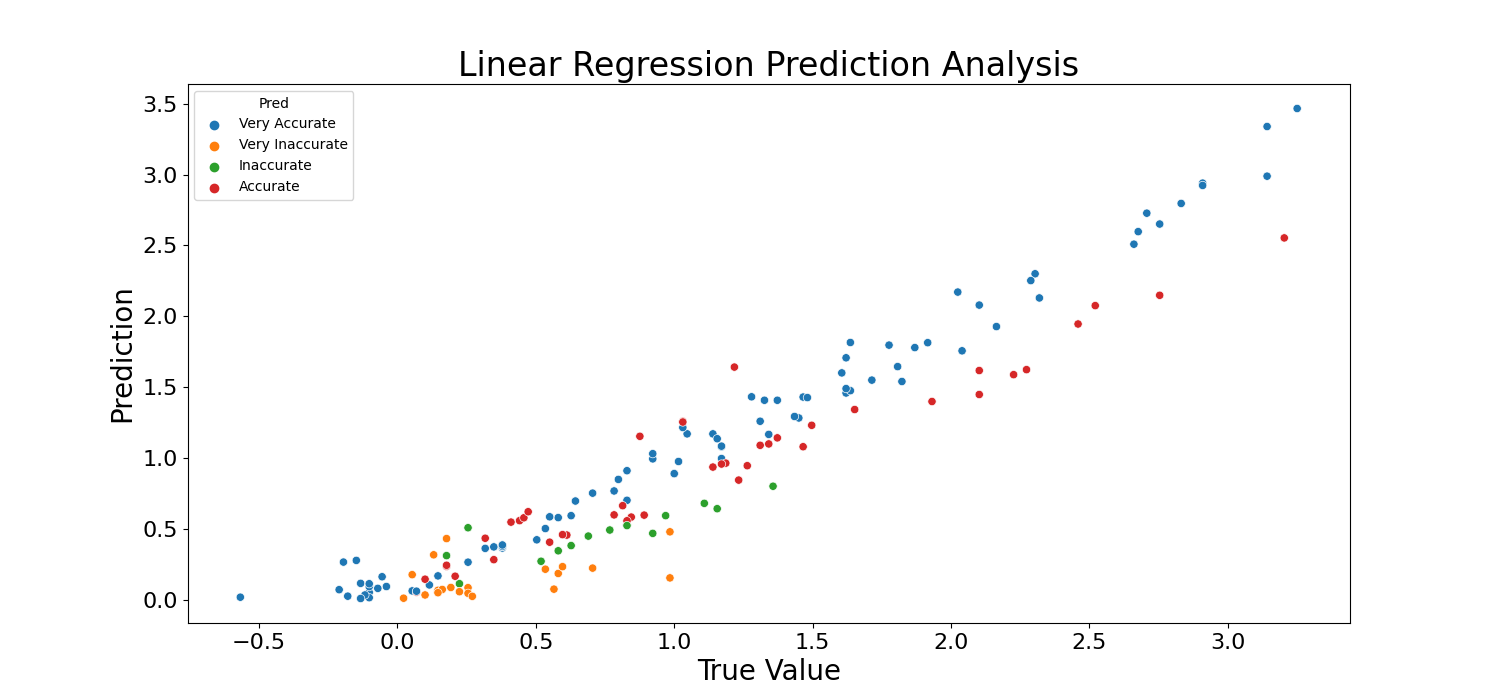 Linear Regression Prediction Analysis
Pred
Very Accurate
Very Inaccurate
Inaccurate
Accurate
3.5
3.0
2.5
2.0
1.5
1.0
0.5
0.0
Prediction
−0.5 0.0 0.5 1.0 1.5 2.0 2.5 3.0
True Value